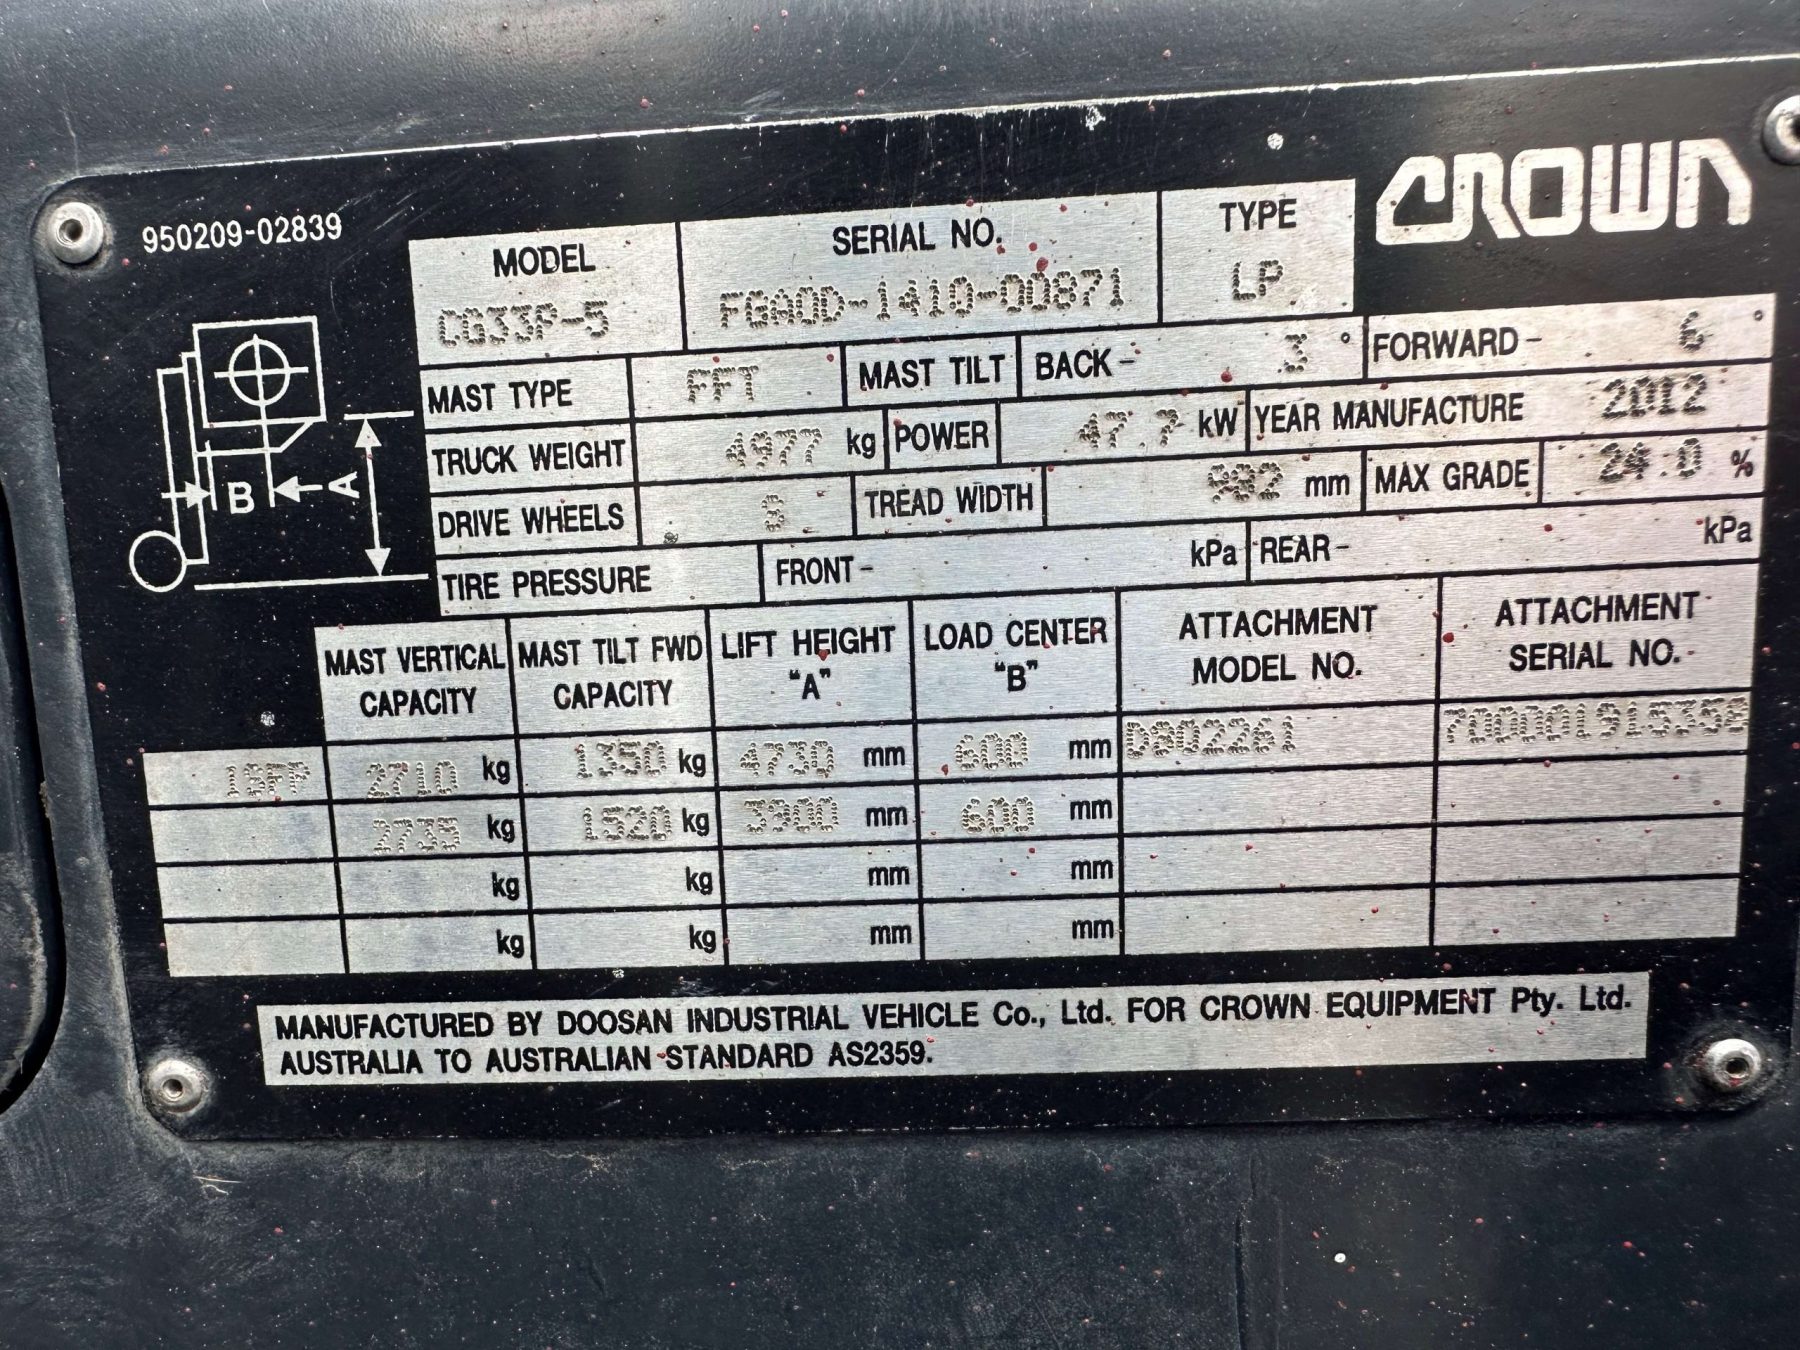 950209-02839
CROWN
MODEL SERIAL NO. TYPE
CG33P-5 FGA0D-1410-00871 LP
MAST TYPE FFT MAST TILT BACK- 3° FORWARD- 6°
TRUCK WEIGHT 4977 kg POWER 47.7 kW YEAR MANUFACTURE 2012
DRIVE WHEELS S TREAD WIDTH 982 mm MAX GRADE 24.0 %
TIRE PRESSURE FRONT- kPa REAR- kPa
B A
MAST VERTICAL MAST TILT FWD LIFT HEIGHT LOAD CENTER ATTACHMENT ATTACHMENT
CAPACITY CAPACITY "A" "B" MODEL NO. SERIAL NO.
2710 kg 1350 kg 4730 mm 600 mm
2735 kg 1520 kg mm 600 mm
kg kg mm mm
kg kg mm mm
MANUFACTURED BY DOOSAN INDUSTRIAL VEHICLE Co., Ltd. FOR CROWN EQUIPMENT Pty. Ltd.
AUSTRALIA TO AUSTRALIAN STANDARD AS2359.